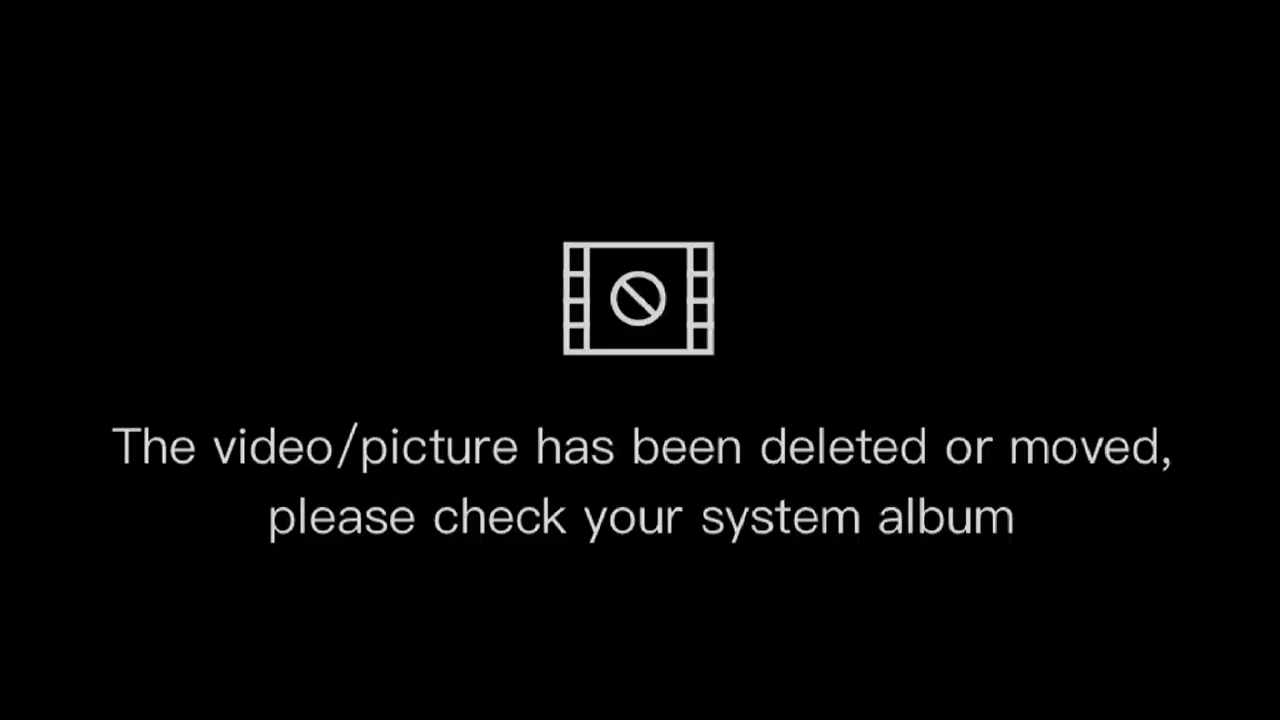 The video/picture has been deleted or moved,
please check your system album